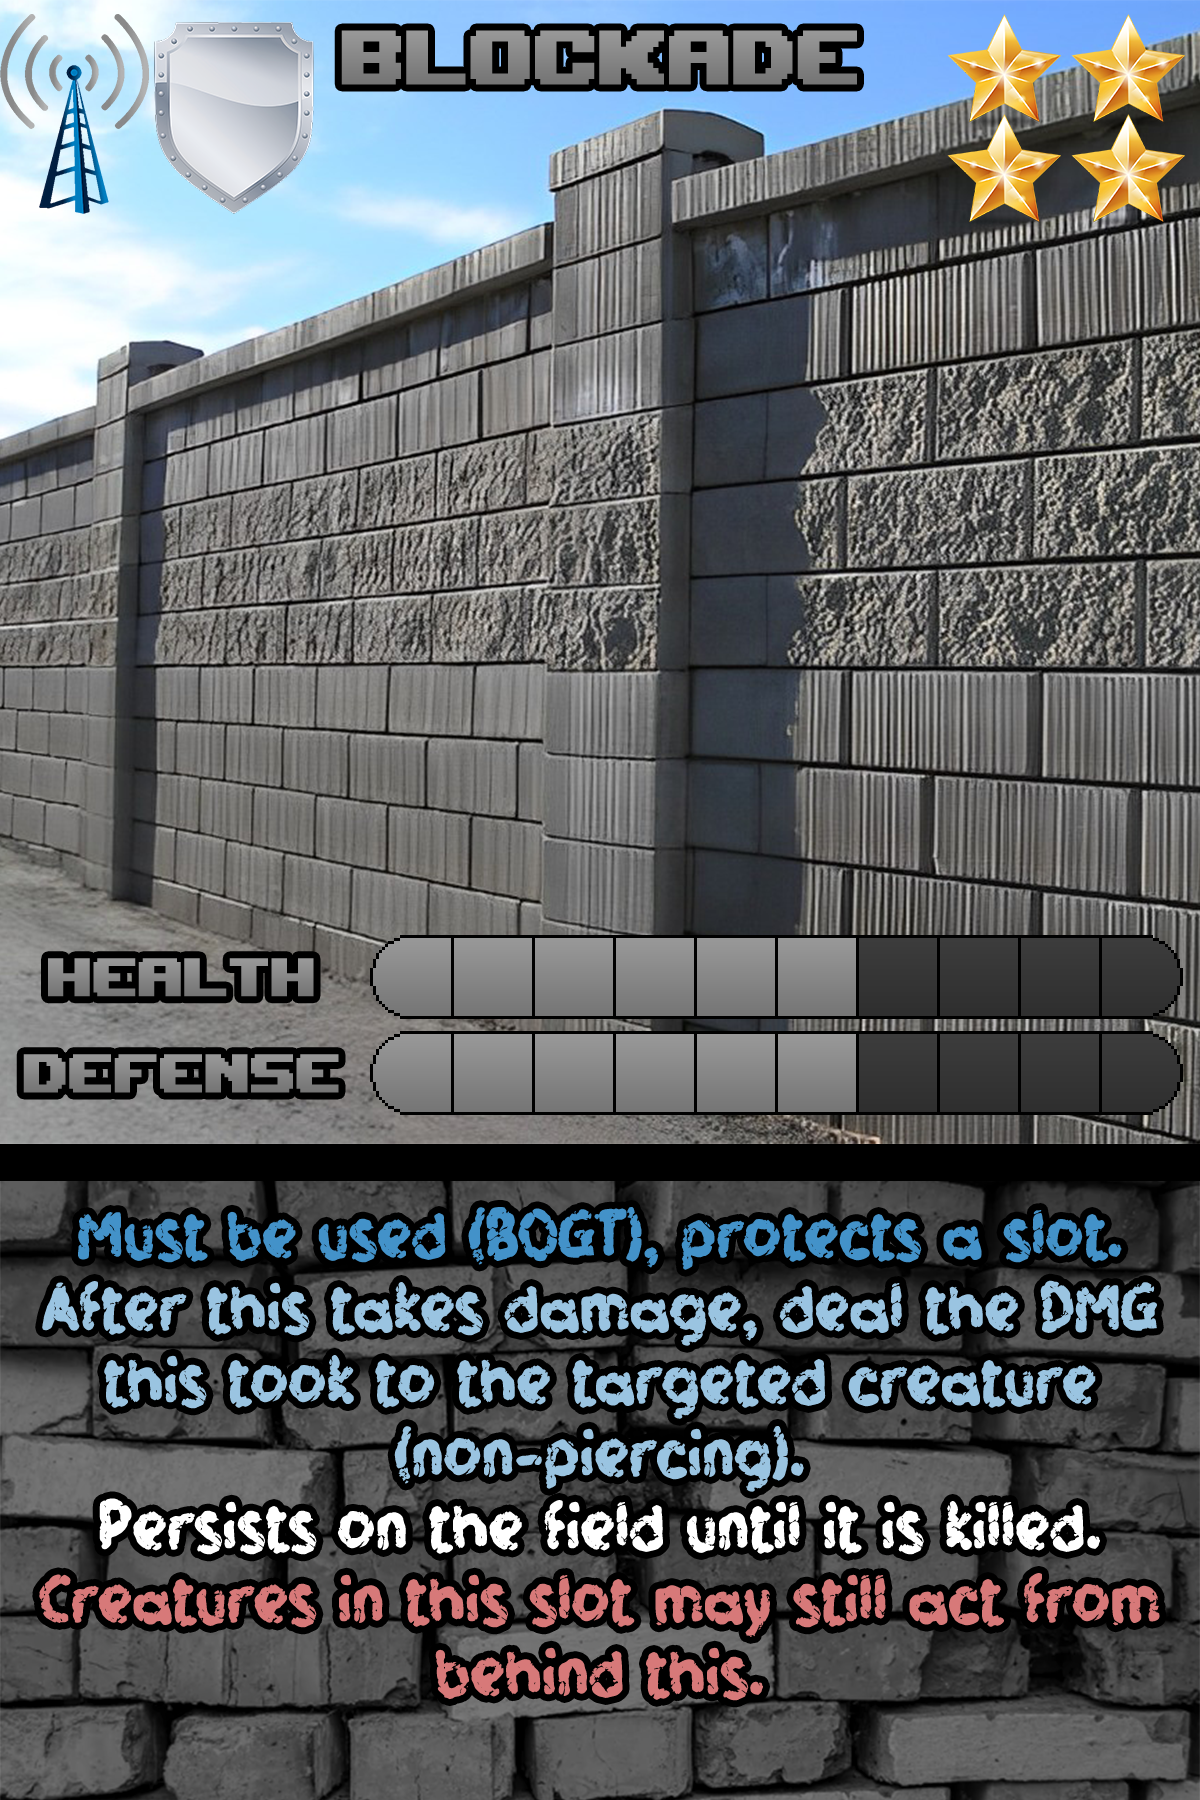 BLOCKADE
HEALTH
DEFENSE
Must be used (BOGT), protects a slot.
After this takes damage, deal the DMG
this took to the targeted creature
(non-piercing).
Persists on the field until it is killed.
Creatures in this slot may still act from
behind this.